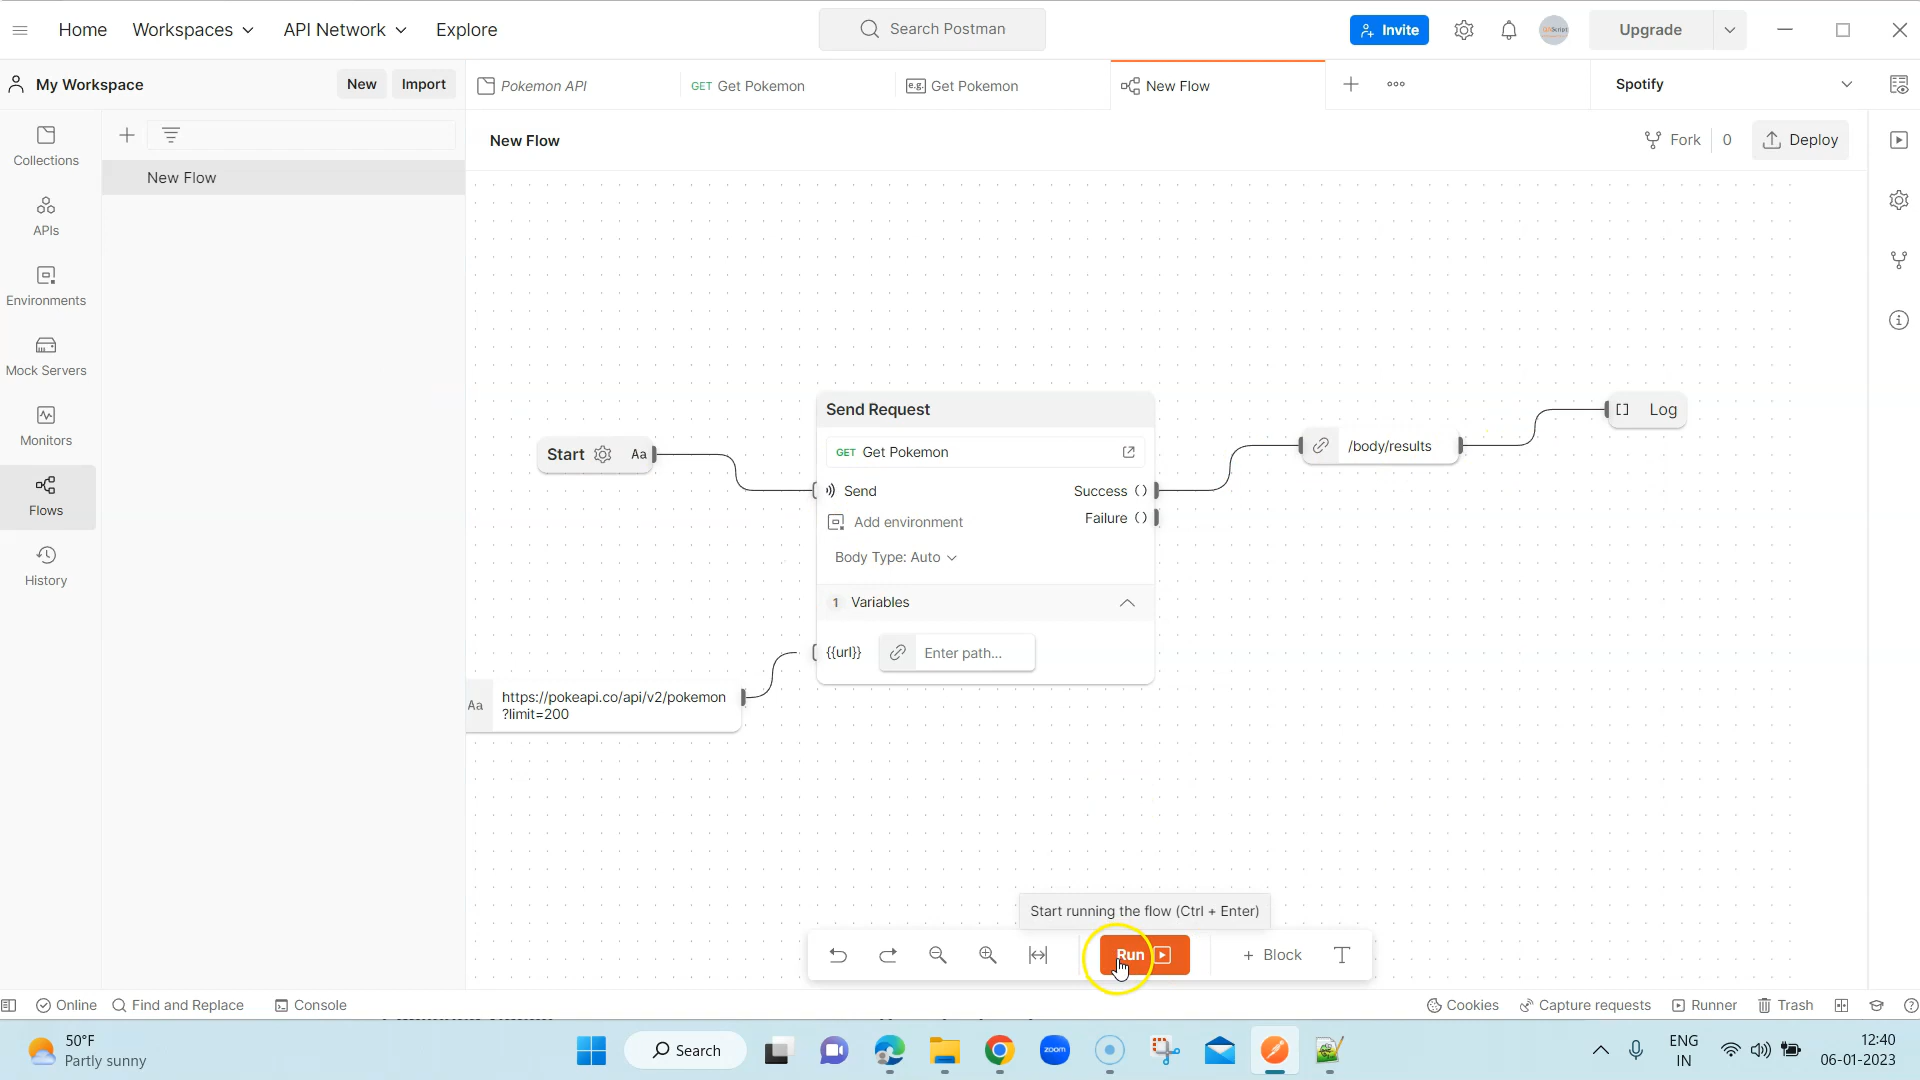 Home
Workspaces
API Network
Explore
Search Postman
Invite
Upgrade
My Workspace
New
Import
Pokemon API
GET Get Pokemon
e.g. Get Pokemon
New Flow
Spotify
Collections
APIs
Environments
Mock Servers
Monitors
Flows
History
New Flow
New Flow
Fork
0
Deploy
Start
Aa
Send Request
GET Get Pokemon
Send
Success ()
Add environment
Failure ()
Body Type: Auto
1 Variables
{{url}}
Enter path...
Aa
https://pokeapi.co/api/v2/pokemon
?limit=200
/body/results
[] Log
Start running the flow (Ctrl + Enter)
Run
+ Block
T
Online
Find and Replace
Console
Cookies
Capture requests
Runner
Trash
50°F
Partly sunny
Search
zoom
ENG
IN
12:40
06-01-2023